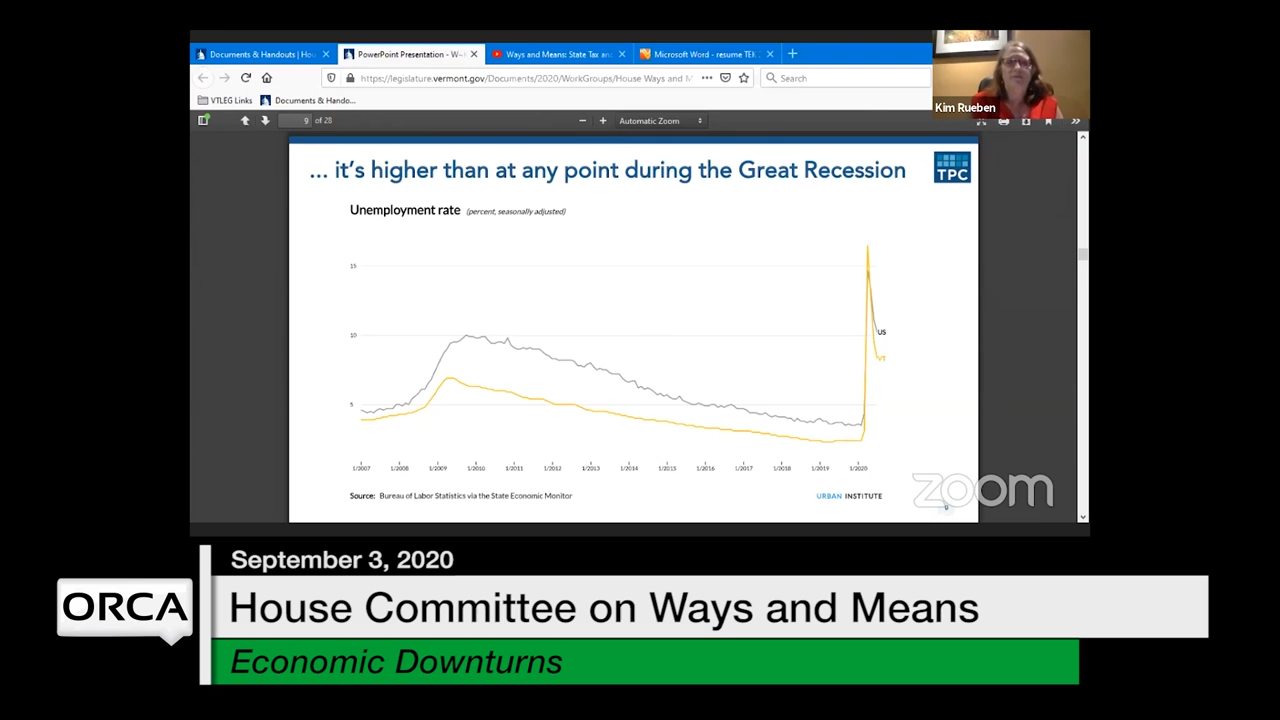 Documents & Handouts | Hou
PowerPoint Presentation - W-
Ways and Means: State Tax and
Microsoft Word - resume TEK
https://legislature.vermont.gov/Documents/2020/WorkGroups/House Ways and M
Search
VTLEG Links
Documents & Hando...
9 of 28
Automatic Zoom
Kim Rueben
... it's higher than at any point during the Great Recession
TPC
Unemployment rate (percent, seasonally adjusted)
15
10
5
US
VT
1/2007 1/2008 1/2009 1/2010 1/2011 1/2012 1/2013 1/2014 1/2015 1/2016 1/2017 1/2018 1/2019 1/2020
Source: Bureau of Labor Statistics via the State Economic Monitor
URBAN INSTITUTE
zoom
9
September 3, 2020
ORCA
House Committee on Ways and Means
Economic Downturns